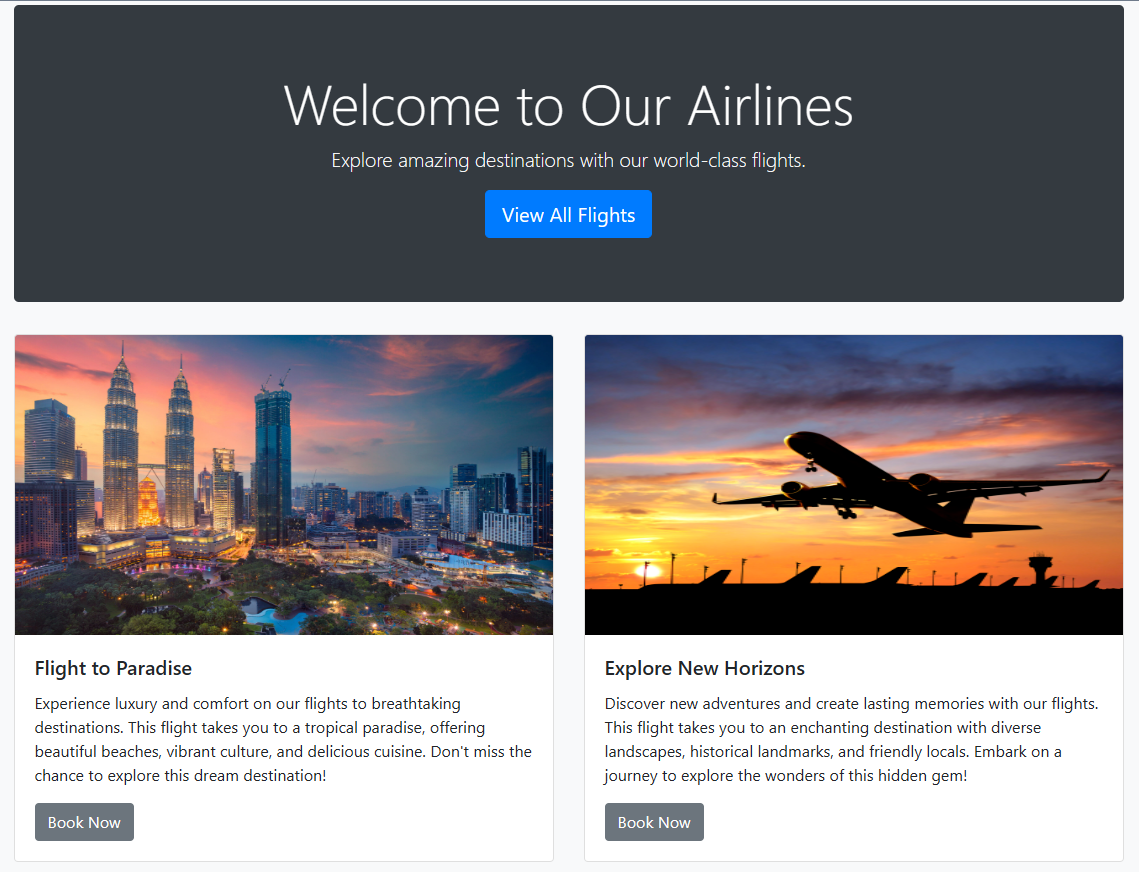 Welcome to Our Airlines
Explore amazing destinations with our world-class flights.
View All Flights
Flight to Paradise
Experience luxury and comfort on our flights to breathtaking
destinations. This flight takes you to a tropical paradise, offering
beautiful beaches, vibrant culture, and delicious cuisine. Don't miss the
chance to explore this dream destination!
Book Now
Explore New Horizons
Discover new adventures and create lasting memories with our flights.
This flight takes you to an enchanting destination with diverse
landscapes, historical landmarks, and friendly locals. Embark on a
journey to explore the wonders of this hidden gem!
Book Now